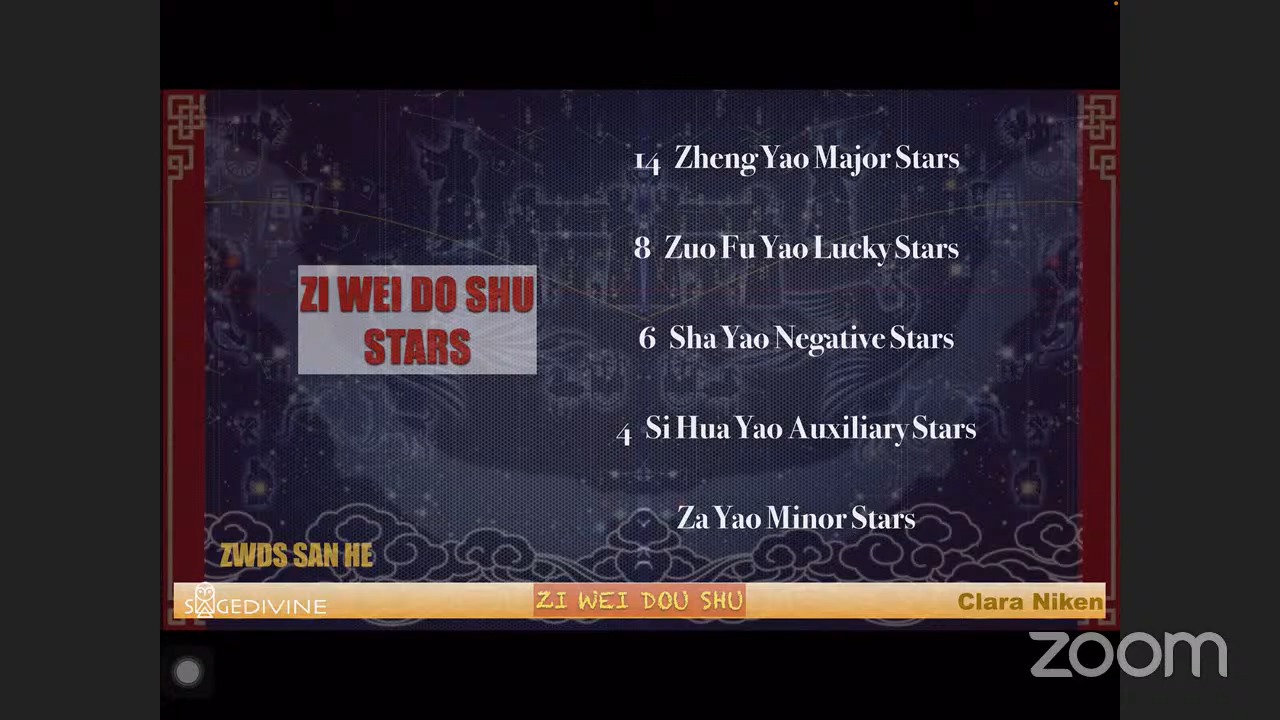 14 Zheng Yao Major Stars
8 Zuo Fu Yao Lucky Stars
ZI WEI DO SHU
STARS
6 Sha Yao Negative Stars
4 Si Hua Yao Auxiliary Stars
Za Yao Minor Stars
ZWDS SAN HE
SAGEDIVINE
ZI WEI DOU SHU
Clara Niken
zoom